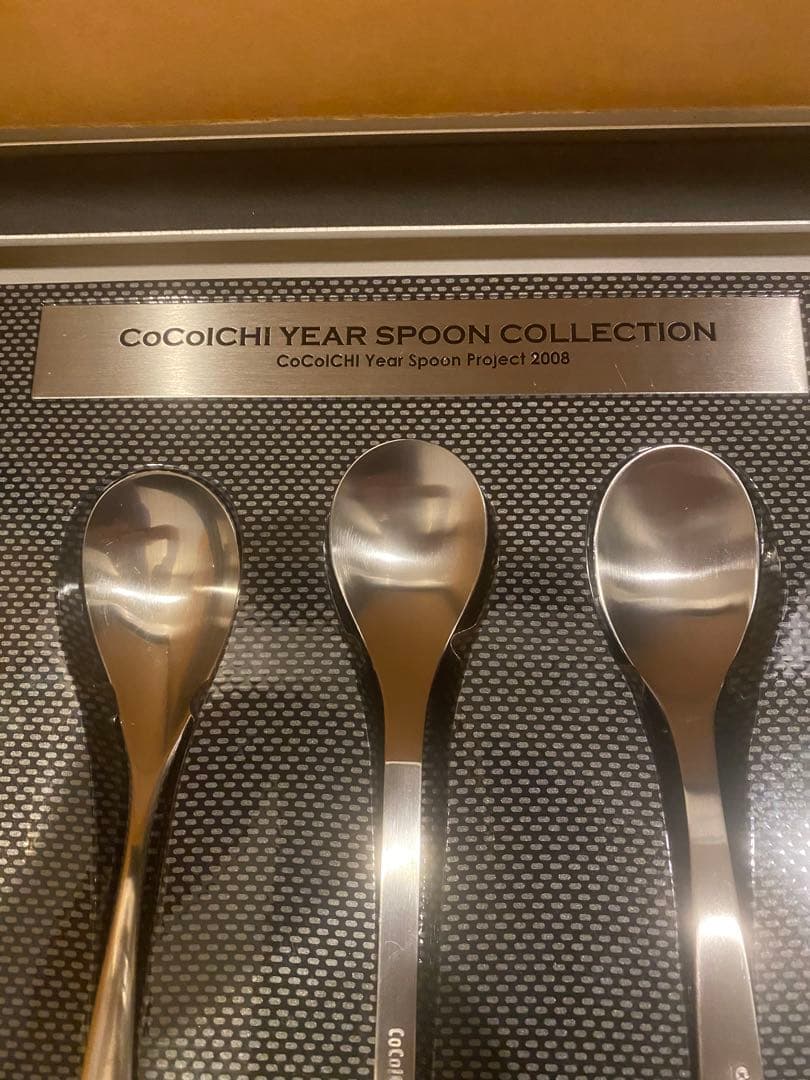 CoCoICHI YEAR SPOON COLLECTION
CoCoICHI Year Spoon Project 2008